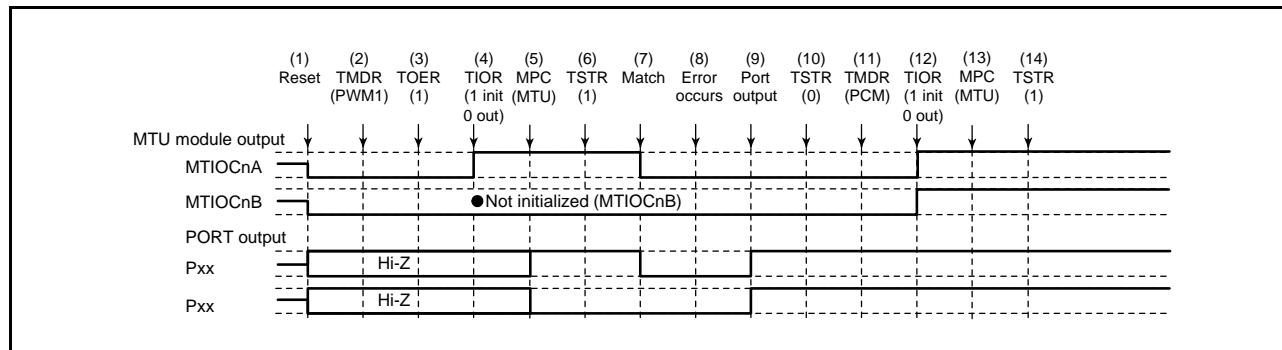 (1) (2) (3) (4) (5) (6) (7) (8) (9) (10) (11) (12) (13) (14)
Reset TMDR TOER TIOR MPC TSTR Match Error Port TSTR TMDR TIOR MPC TSTR
(PWM1) (1) (1 init (MTU) (1) occurs output (0) (PCM) (1 init (MTU) (1)
0 out) 0 out)
MTU module output
MTIOCnA
MTIOCnB ●Not initialized (MTIOCnB)
PORT output
Pxx Hi-Z
Pxx Hi-Z